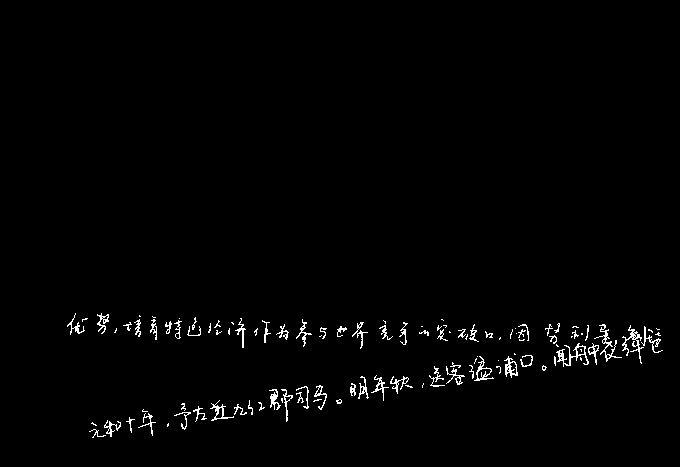 优势,培育特色经济作为参与世界竞争的突破口,因势利导
元和十年,予左迁九江郡司马。明年秋,送客湓浦口。闻舟中夜弹琵